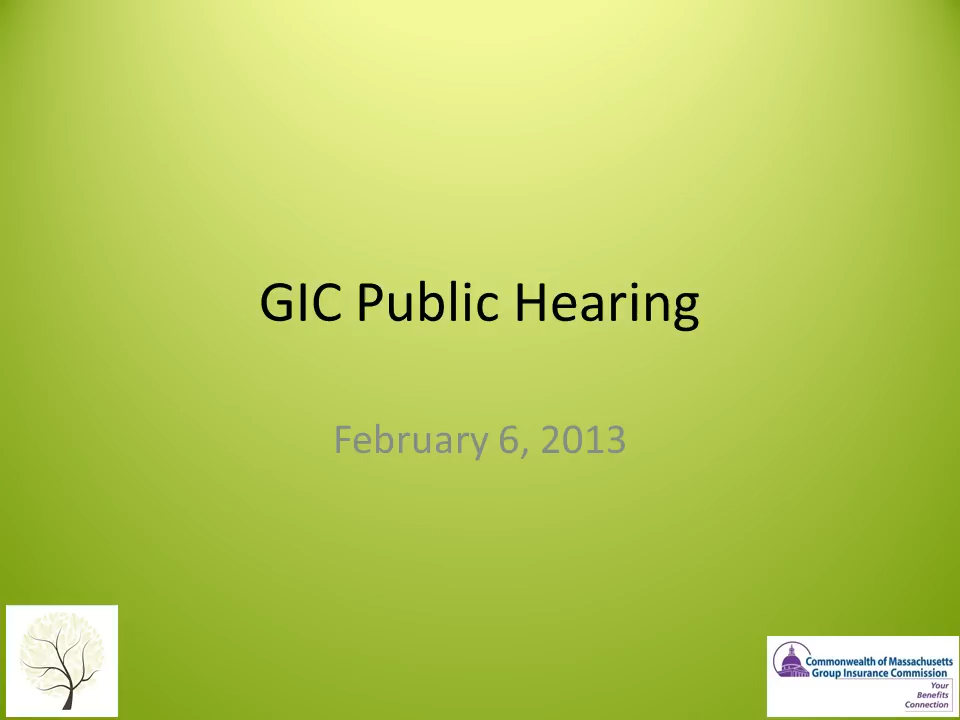 GIC Public Hearing
February 6, 2013
Commonwealth of Massachusetts
Group Insurance Commission
Your
Benefits
Connection